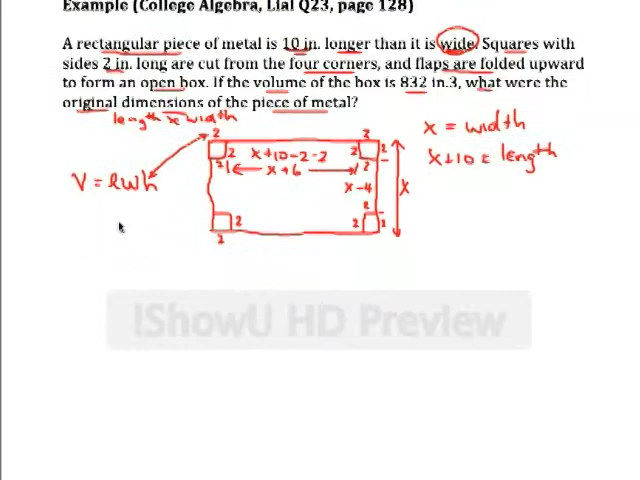 Example (College Algebra, Lial Q23, page 128)
A rectangular piece of metal is 10 in. longer than it is wide. Squares with
sides 2 in. long are cut from the four corners, and flaps are folded upward
to form an open box. If the volume of the box is 832 in.3, what were the
original dimensions of the piece of metal?
length x width
x = width
x+10 = length
2 2
2 x+10-2-2 2 2
2 x+6 2
V = lwh
x-4 x
2
2 2 2
2
IShowU HD Preview